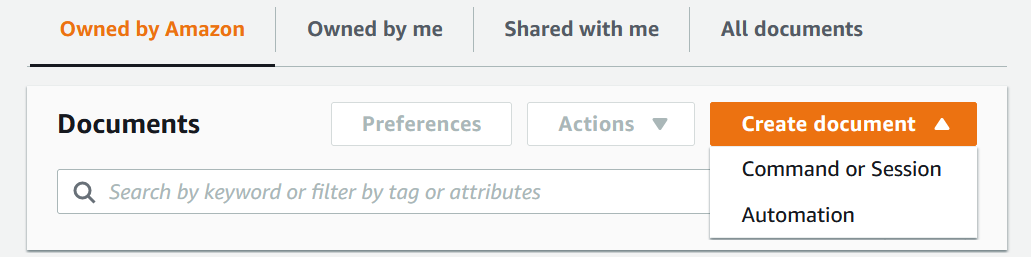 Owned by Amazon
Owned by me
Shared with me
All documents
Documents
Preferences
Actions
Create document
Command or Session
Automation
Search by keyword or filter by tag or attributes